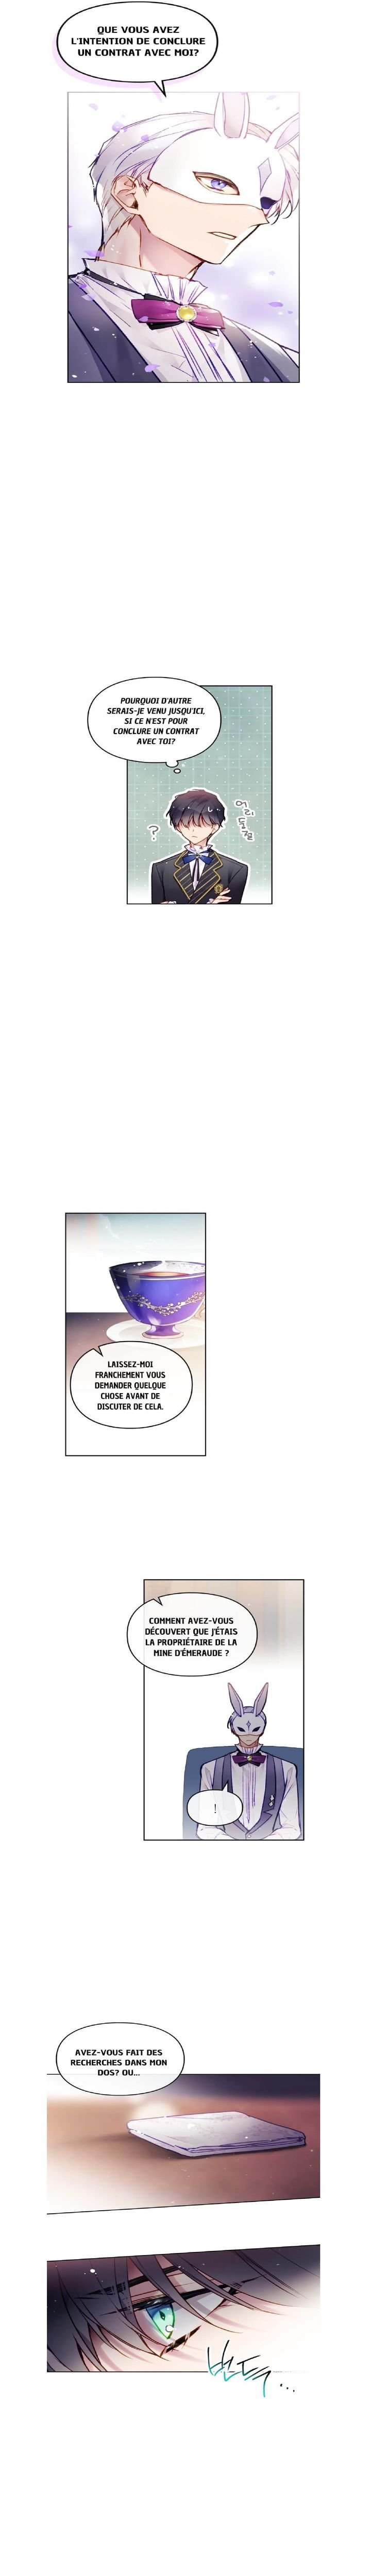 QUE VOUS AVEZ
L'INTENTION DE CONCLURE
UN CONTRAT AVEC MOI?
POURQUOI D'AUTRE
SERAIS-JE VENU JUSQU'ICI,
SI CE N'EST POUR
CONCLURE UN CONTRAT
AVEC TOI?
?
LAISSEZ-MOI
FRANCHEMENT VOUS
DEMANDER QUELQUE
CHOSE AVANT DE
DISCUTER DE CELA.
COMMENT AVEZ-VOUS
DÉCOUVERT QUE J'ÉTAIS
LA PROPRIÉTAIRE DE LA
MINE D'ÉMERAUDE ?
!
AVEZ-VOUS FAIT DES
RECHERCHES DANS MON
DOS? OU...
번뜩...